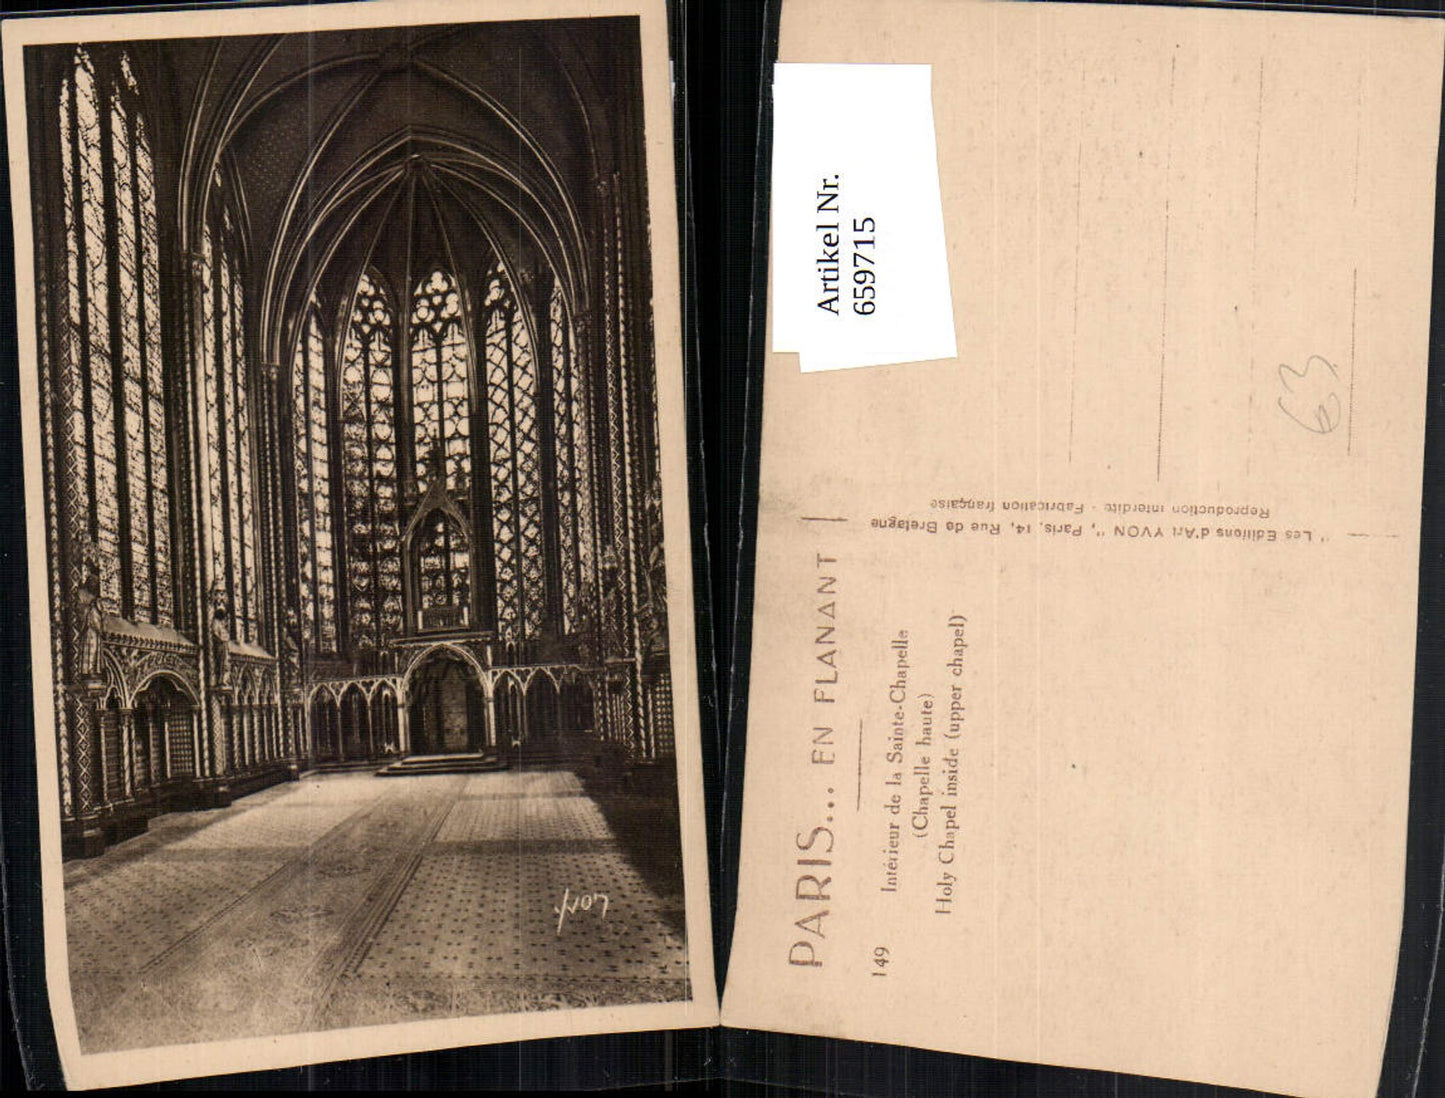 Artikel Nr.
659715
PARIS... EN FLANANT
149
Intérieur de la Sainte-Chapelle
(Chapelle haute)
Holy Chapel inside (upper chapel)
" Les Editions d'Art YVON ", Paris, 14, Rue de Bretagne
Reproduction interdite - Fabrication française
63